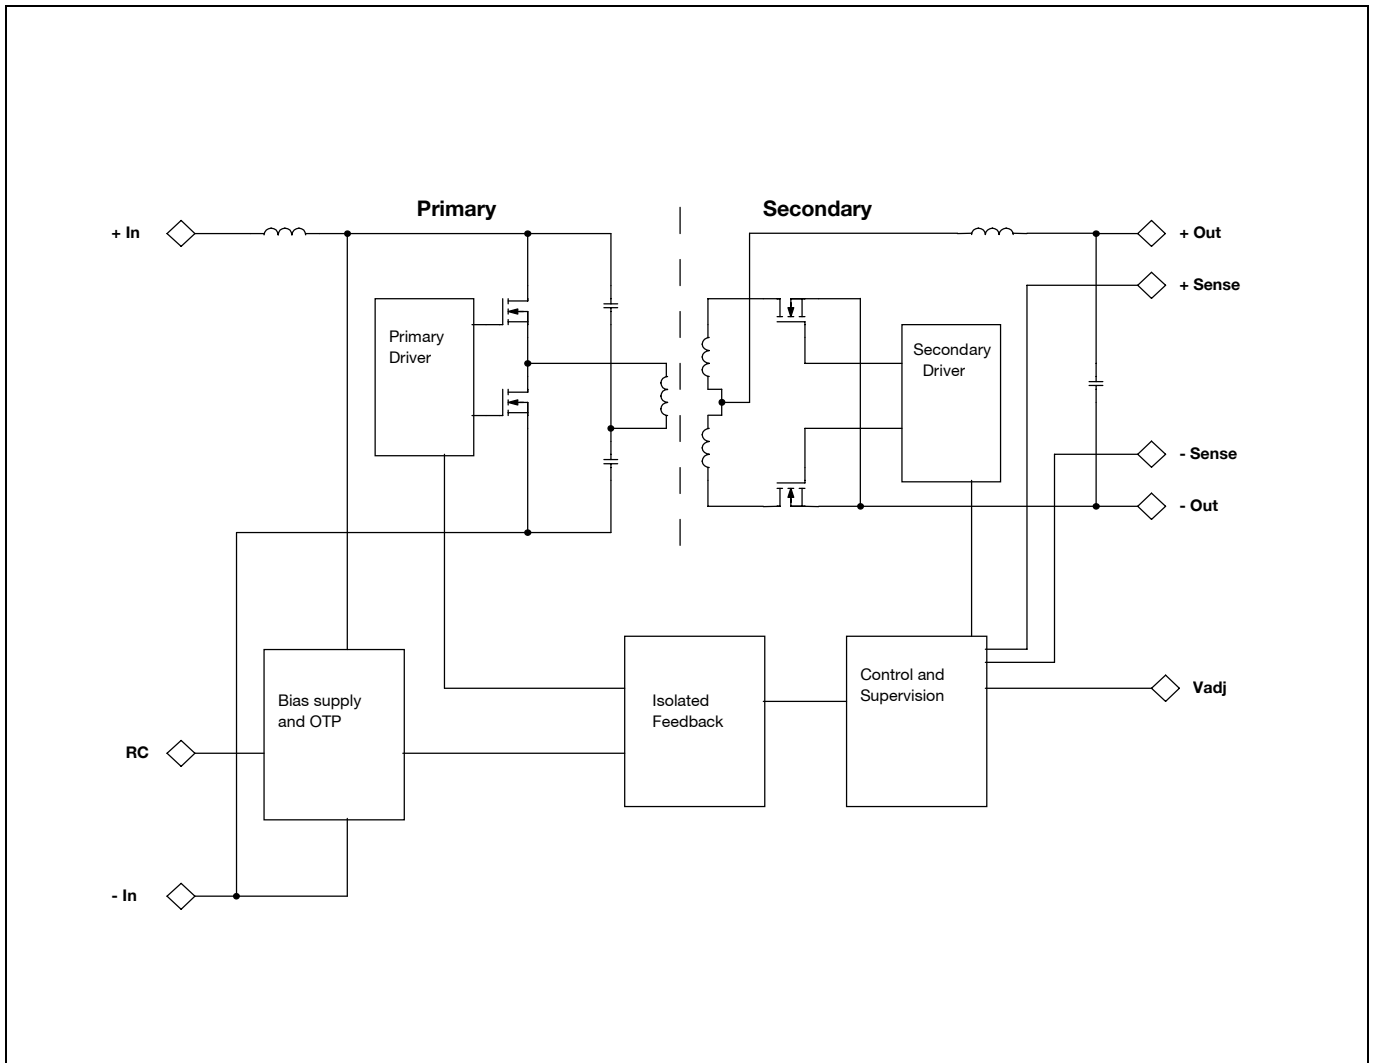 Primary
Secondary
+ In
+ Out
+ Sense
Primary
Driver
Secondary
Driver
- Sense
- Out
Bias supply
and OTP
Isolated
Feedback
Control and
Supervision
Vadj
RC
- In